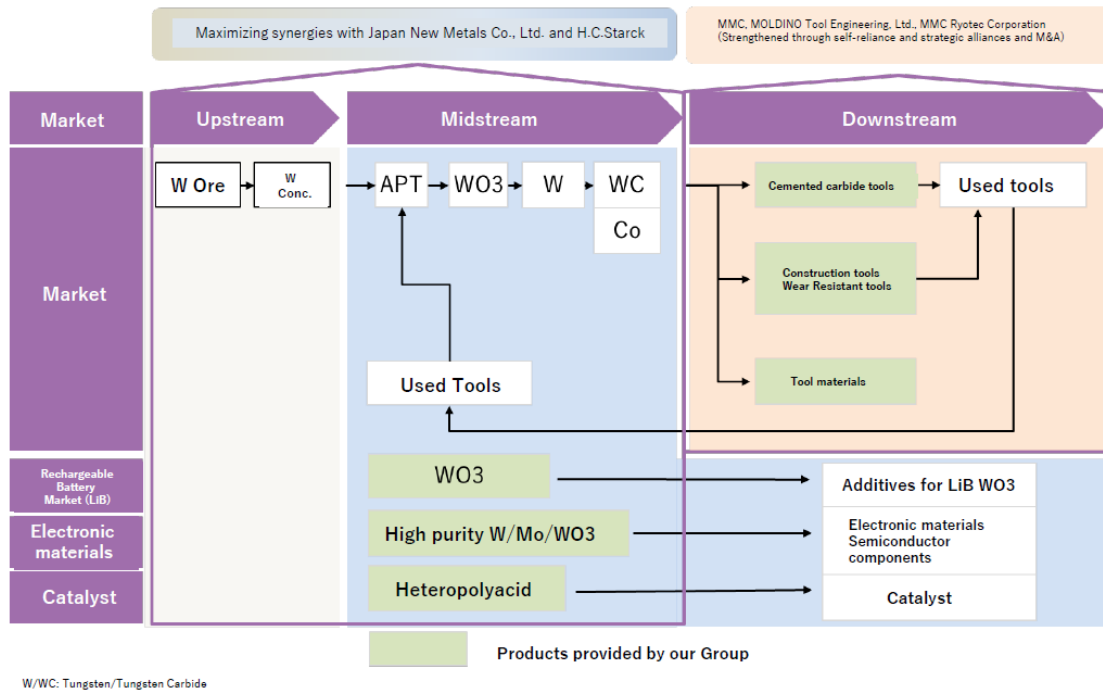 Maximizing synergies with Japan New Metals Co., Ltd. and H.C.Starck
MMC, MOLDINO Tool Engineering, Ltd., MMC Ryotec Corporation
(Strengthened through self-reliance and strategic alliances and M&A)
Market
Upstream
Midstream
Downstream
Market
W Ore
W
Conc.
APT
WO3
W
WC
Co
Cemented carbide tools
Used tools
Construction tools
Wear Resistant tools
Tool materials
Used Tools
Rechargeable
Battery
Market (LiB)
WO3
Additives for LiB WO3
Electronic
materials
High purity W/Mo/WO3
Electronic materials
Semiconductor
components
Catalyst
Heteropolyacid
Catalyst
Products provided by our Group
W/WC: Tungsten/Tungsten Carbide